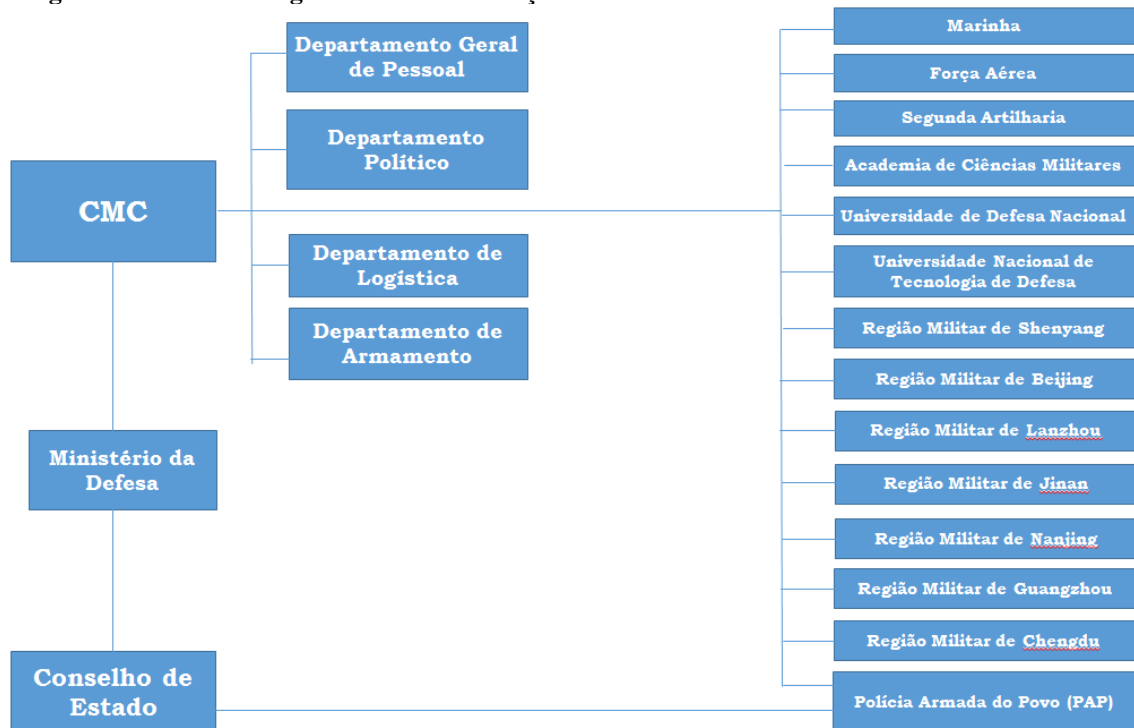 Departamento Geral
de Pessoal
Departamento
Político
CMC
Departamento de
Logística
Departamento de
Armamento
Ministério da
Defesa
Conselho de
Estado
Marinha
Força Aérea
Segunda Artilharia
Academia de Ciências Militares
Universidade de Defesa Nacional
Universidade Nacional de
Tecnologia de Defesa
Região Militar de Shenyang
Região Militar de Beijing
Região Militar de Lanzhou
Região Militar de Jinan
Região Militar de Nanjing
Região Militar de Guangzhou
Região Militar de Chengdu
Polícia Armada do Povo (PAP)